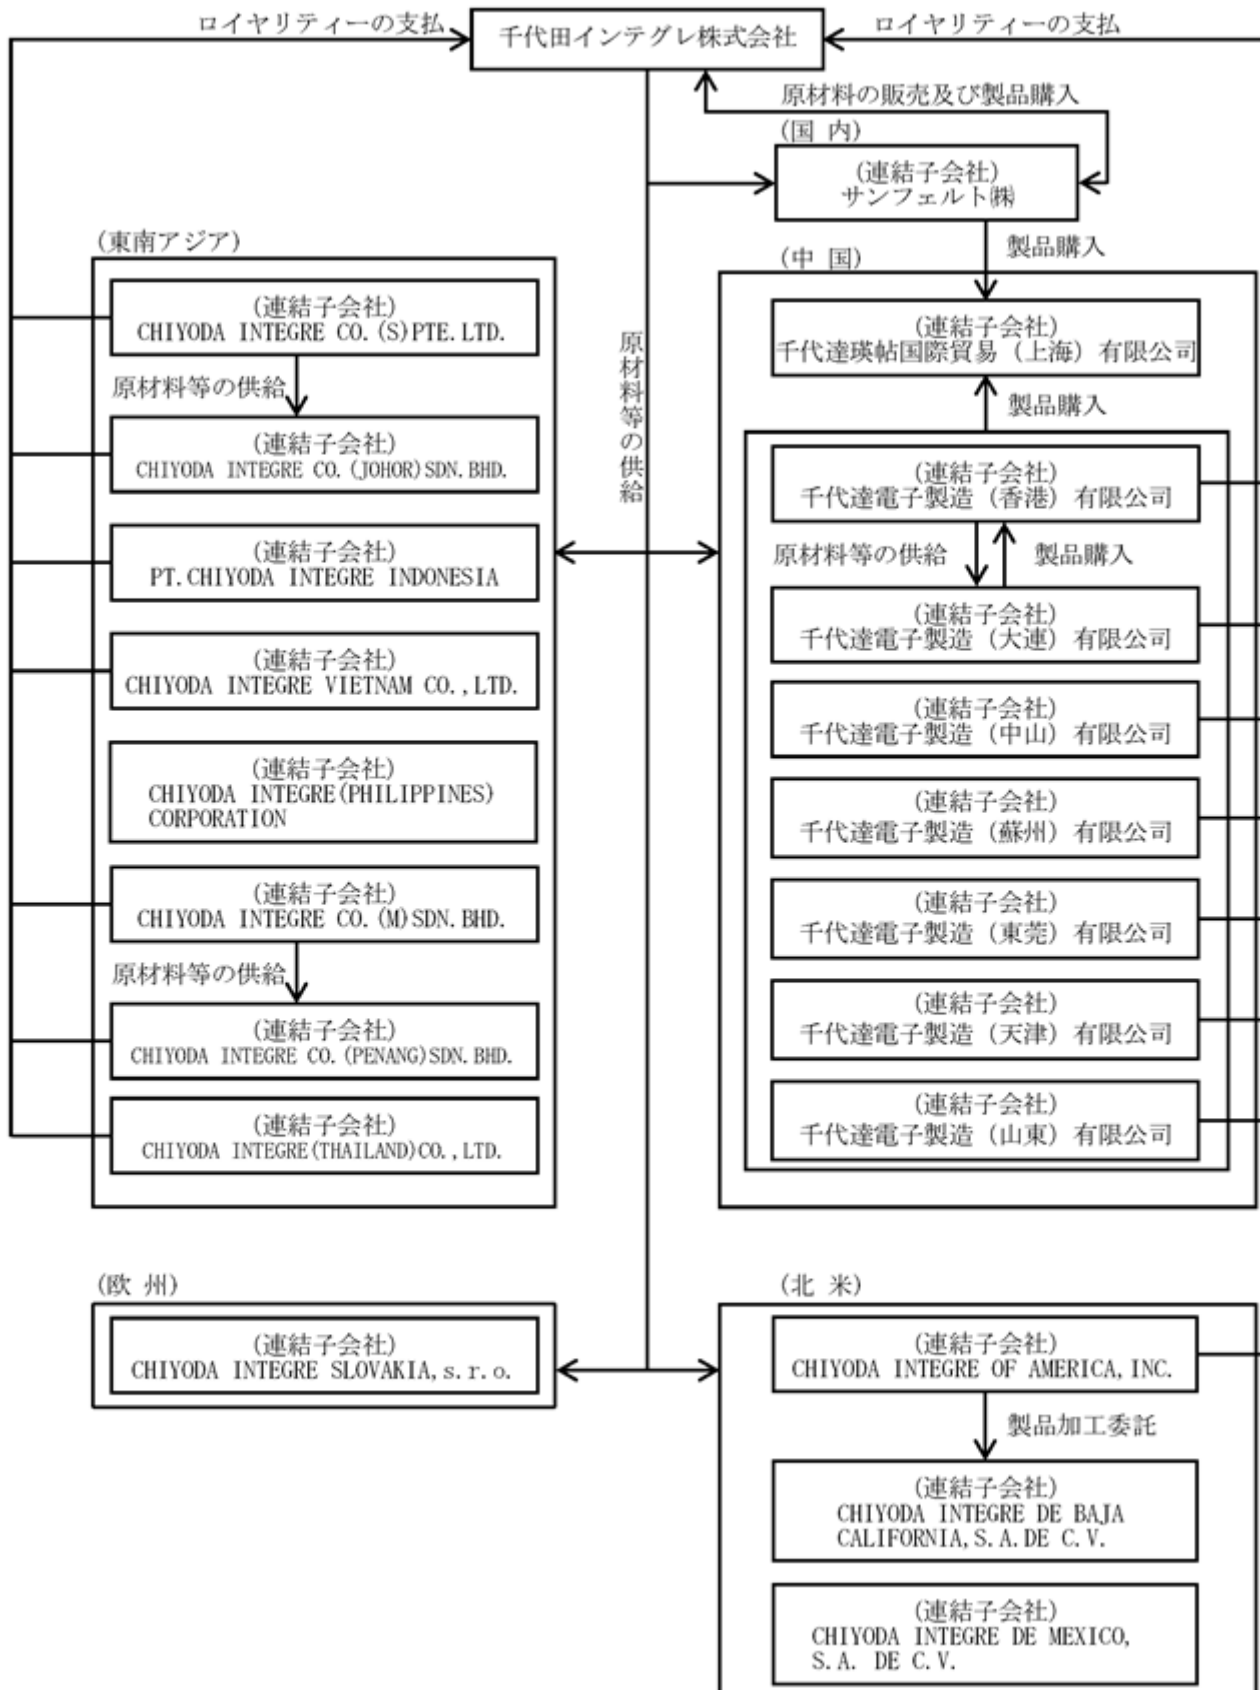 ロイヤリティーの支払
千代田インテグレ株式会社
ロイヤリティーの支払
原材料の販売及び製品購入
(国 内)
(連結子会社)
サンフェルト㈱
製品購入
(東南アジア)
(連結子会社)
CHIYODA INTEGRE CO.(S)PTE.LTD.
原材料等の供給
(連結子会社)
CHIYODA INTEGRE CO.(JOHOR)SDN.BHD.
(連結子会社)
PT.CHIYODA INTEGRE INDONESIA
(連結子会社)
CHIYODA INTEGRE VIETNAM CO.,LTD.
(連結子会社)
CHIYODA INTEGRE(PHILIPPINES)
CORPORATION
(連結子会社)
CHIYODA INTEGRE CO.(M)SDN.BHD.
原材料等の供給
(連結子会社)
CHIYODA INTEGRE CO.(PENANG)SDN.BHD.
(連結子会社)
CHIYODA INTEGRE(THAILAND)CO.,LTD.
原材料等の供給
(中 国)
(連結子会社)
千代達瑛帖国際貿易(上海)有限公司
製品購入
(連結子会社)
千代達電子製造(香港)有限公司
原材料等の供給
製品購入
(連結子会社)
千代達電子製造(大連)有限公司
(連結子会社)
千代達電子製造(中山)有限公司
(連結子会社)
千代達電子製造(蘇州)有限公司
(連結子会社)
千代達電子製造(東莞)有限公司
(連結子会社)
千代達電子製造(天津)有限公司
(連結子会社)
千代達電子製造(山東)有限公司
(欧 州)
(連結子会社)
CHIYODA INTEGRE SLOVAKIA,s.r.o.
(北 米)
(連結子会社)
CHIYODA INTEGRE OF AMERICA,INC.
製品加工委託
(連結子会社)
CHIYODA INTEGRE DE BAJA
CALIFORNIA,S.A.DE C.V.
(連結子会社)
CHIYODA INTEGRE DE MEXICO,
S.A. DE C.V.